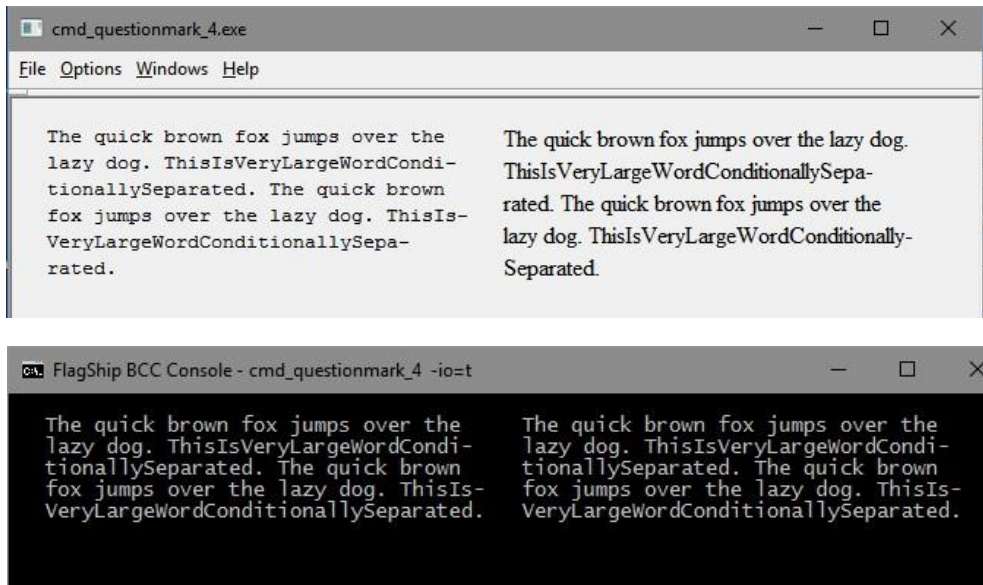 cmd_questionmark_4.exe
File Options Windows Help
The quick brown fox jumps over the
lazy dog. ThisIsVeryLargeWordCondi-
tionallySeparated. The quick brown
fox jumps over the lazy dog. ThisIs-
VeryLargeWordConditionallySepa-
rated.
The quick brown fox jumps over the lazy dog.
ThisIsVeryLargeWordConditionallySepa-
rated. The quick brown fox jumps over the
lazy dog. ThisIsVeryLargeWordConditionally-
Separated.
FlagShip BCC Console - cmd_questionmark_4 -io=t
The quick brown fox jumps over the
lazy dog. ThisIsVeryLargeWordCondi-
tionallySeparated. The quick brown
fox jumps over the lazy dog. ThisIs-
VeryLargeWordConditionallySeparated.
The quick brown fox jumps over the
lazy dog. ThisIsVeryLargeWordCondi-
tionallySeparated. The quick brown
fox jumps over the lazy dog. ThisIs-
VeryLargeWordConditionallySeparated.